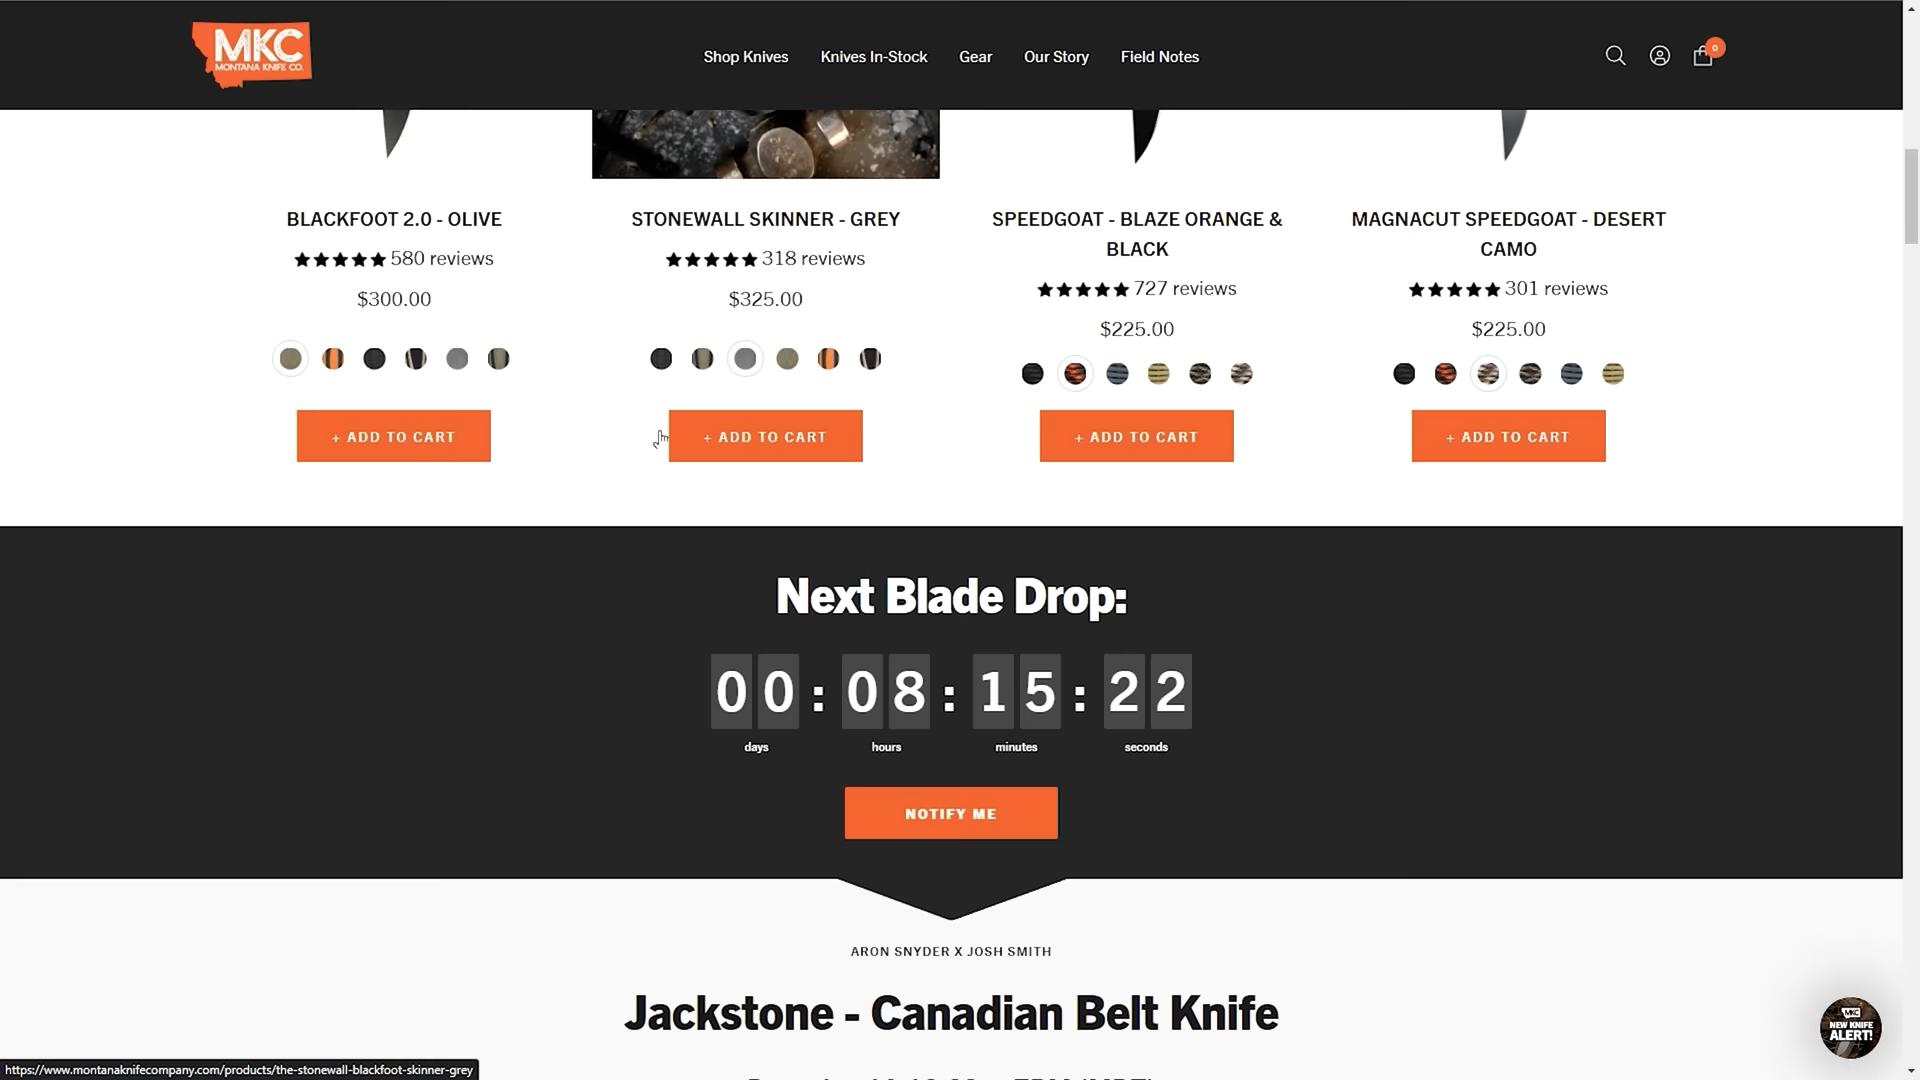 MKC
MONTANA KNIFE CO.
Shop Knives
Knives In-Stock
Gear
Our Story
Field Notes
0
BLACKFOOT 2.0 - OLIVE
580 reviews
$300.00
+ ADD TO CART
STONEWALL SKINNER - GREY
318 reviews
$325.00
+ ADD TO CART
SPEEDGOAT - BLAZE ORANGE &
BLACK
727 reviews
$225.00
+ ADD TO CART
MAGNACUT SPEEDGOAT - DESERT
CAMO
301 reviews
$225.00
+ ADD TO CART
Next Blade Drop:
00 : 08 : 15 : 22
days hours minutes seconds
NOTIFY ME
ARON SNYDER X JOSH SMITH
Jackstone - Canadian Belt Knife
MKC
NEW KNIFE
ALERT!
https://www.montanaknifecompany.com/products/the-stonewall-blackfoot-skinner-grey